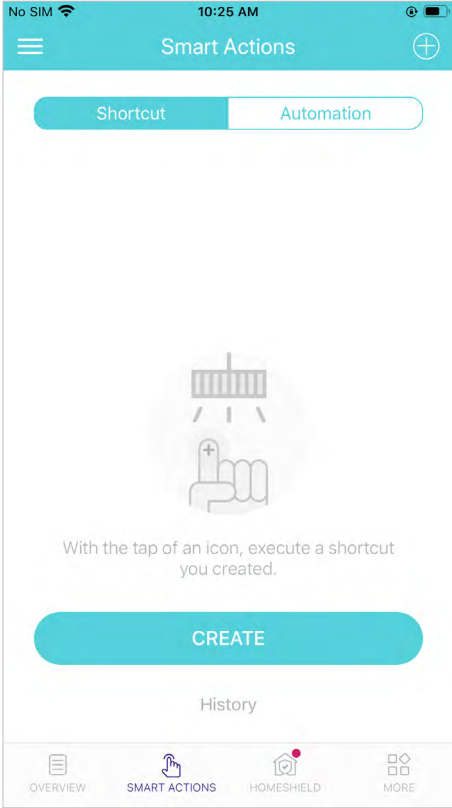 No SIM 10:25 AM
Smart Actions
Shortcut Automation
With the tap of an icon, execute a shortcut
you created.
CREATE
History
OVERVIEW SMART ACTIONS HOMESHIELD MORE